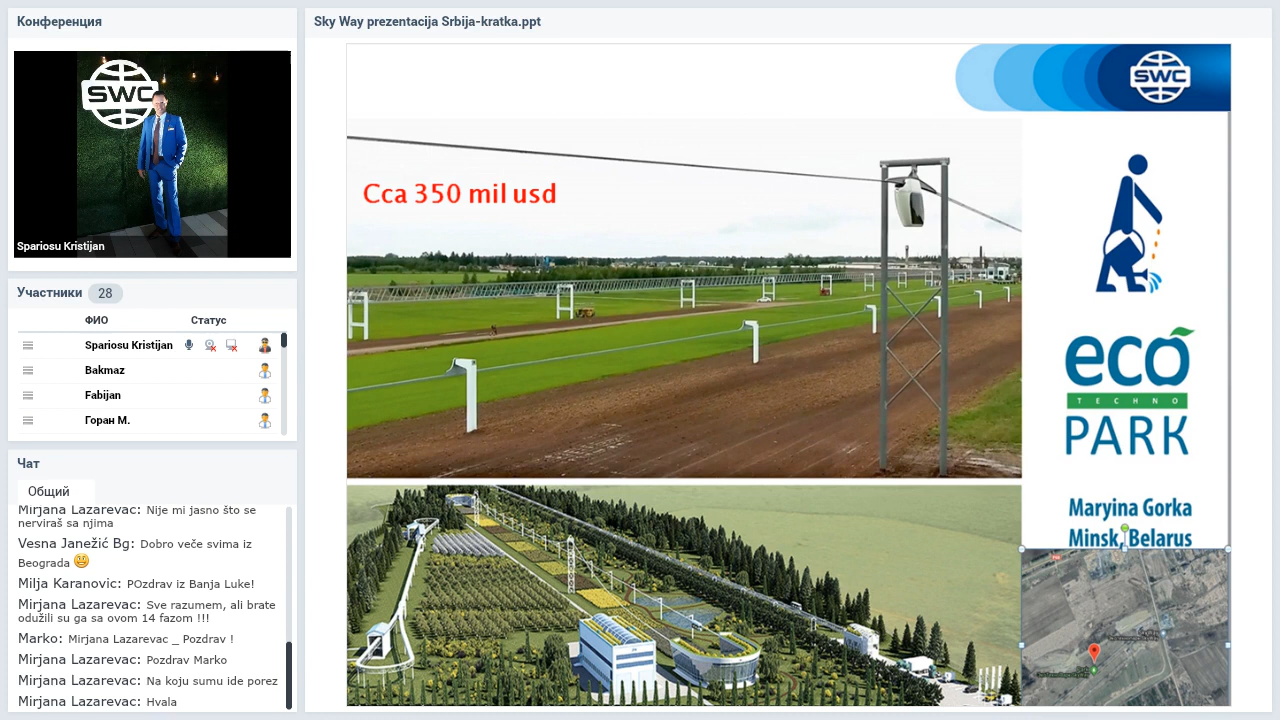 Конференция
SWC
Spariosu Kristijan
Участники 28
ФИО Статус
Spariosu Kristijan
Bakmaz
Fabijan
Горан М.
Чат
Общий
Mirjana Lazarevac: Nije mi jasno što se
nerviraš sa njima
Vesna Janežić Bg: Dobro veče svima iz
Beograda
Milja Karanovic: POzdrav iz Banja Luke!
Mirjana Lazarevac: Sve razumem, ali brate
odužili su ga sa ovom 14 fazom !!!
Marko: Mirjana Lazarevac _ Pozdrav !
Mirjana Lazarevac: Pozdrav Marko
Mirjana Lazarevac: Na koju sumu ide porez
Mirjana Lazarevac: Hvala
Sky Way prezentacija Srbija-kratka.ppt
SWC
Cca 350 mil usd
eco
TECHNO
PARK
Maryina Gorka
Minsk, Belarus